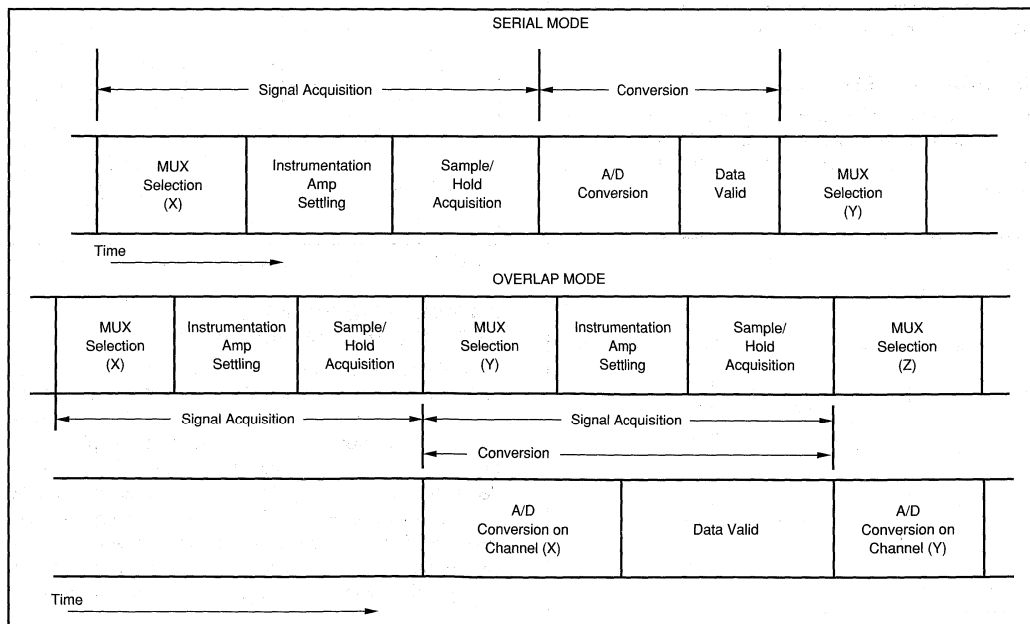 SERIAL MODE
Signal Acquisition
Conversion
MUX
Selection
(X)
Instrumentation
Amp
Settling
Sample/
Hold
Acquisition
A/D
Conversion
Data
Valid
MUX
Selection
(Y)
Time
OVERLAP MODE
MUX
Selection
(X)
Instrumentation
Amp
Settling
Sample/
Hold
Acquisition
MUX
Selection
(Y)
Instrumentation
Amp
Settling
Sample/
Hold
Acquisition
MUX
Selection
(Z)
Signal Acquisition
Signal Acquisition
Conversion
A/D
Conversion on
Channel (X)
Data Valid
A/D
Conversion on
Channel (Y)
Time